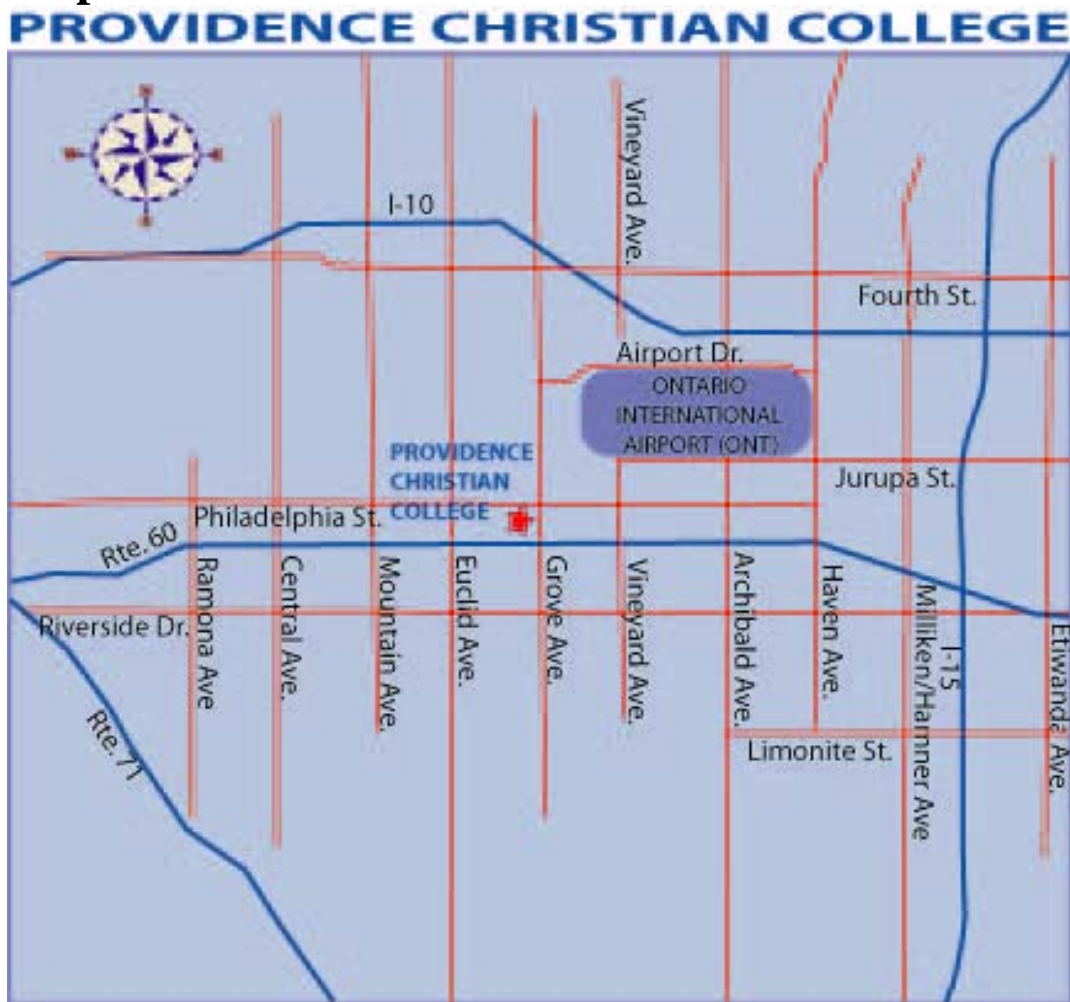 PROVIDENCE CHRISTIAN COLLEGE
Vineyard Ave.
I-10
Fourth St.
Airport Dr.
ONTARIO
INTERNATIONAL
AIRPORT (ONT)
PROVIDENCE
CHRISTIAN
COLLEGE
Jurupa St.
Philadelphia St.
Rte. 60
Ramona Ave
Central Ave.
Mountain Ave.
Euclid Ave.
Grove Ave.
Vineyard Ave.
Archibald Ave.
Haven Ave.
Milliken/Hamner Ave
I-15
Etiwanda Ave.
Riverside Dr.
Rte. 71
Limonite St.